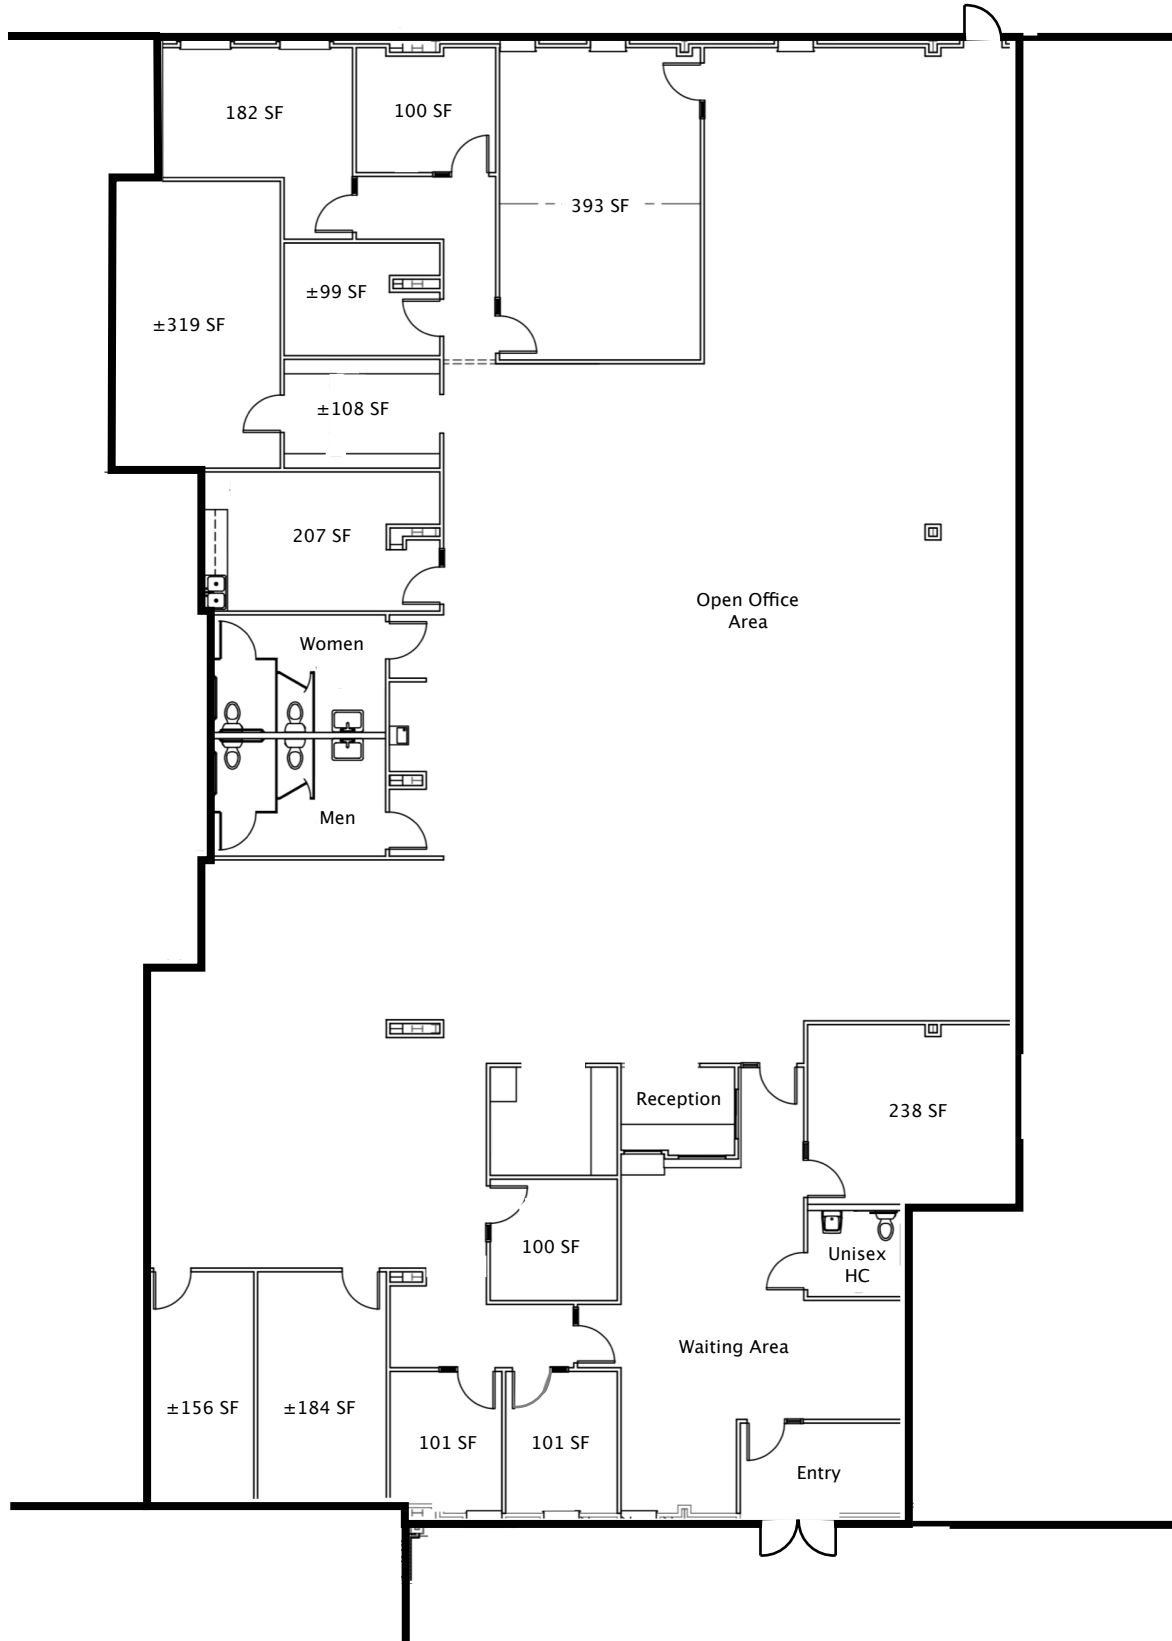 182 SF
100 SF
393 SF
±99 SF
±319 SF
±108 SF
207 SF
Open Office
Area
Women
Men
Reception
238 SF
100 SF
Unisex
HC
Waiting Area
±156 SF
±184 SF
101 SF
101 SF
Entry